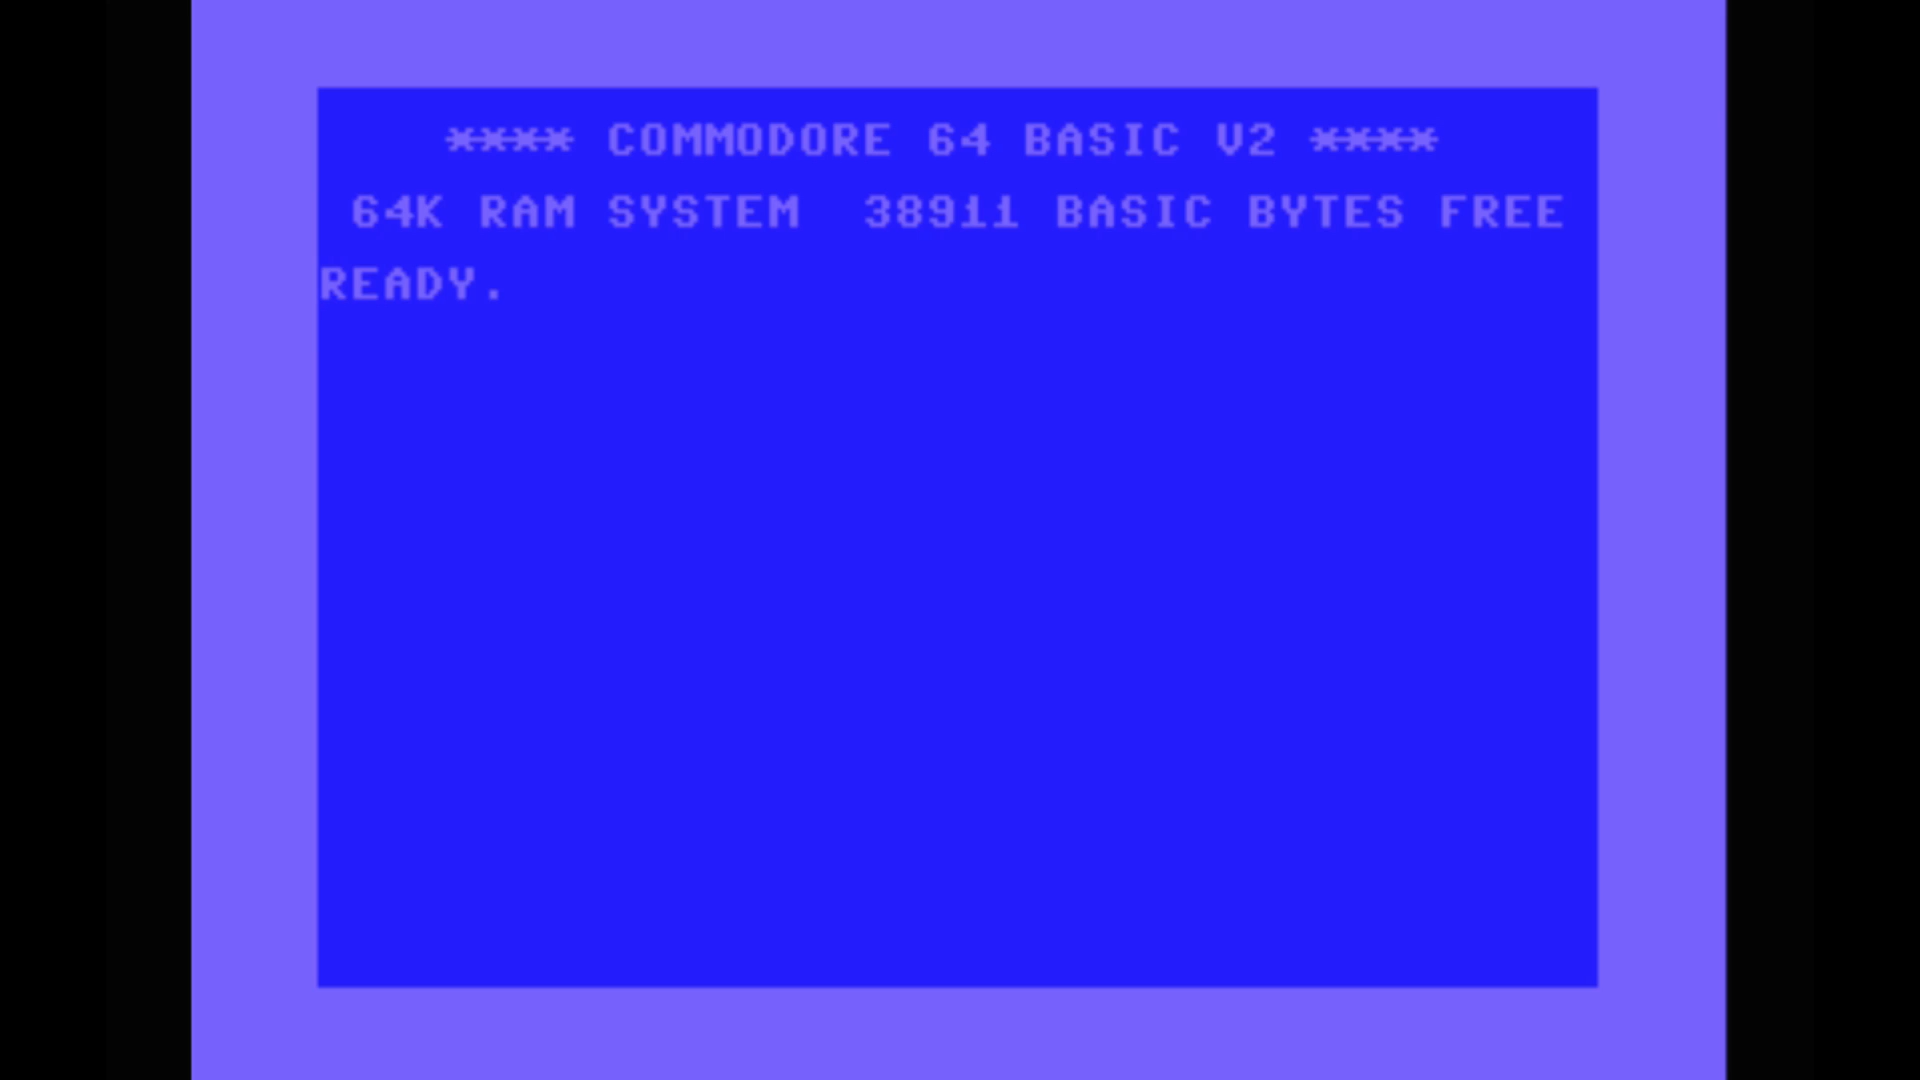 **** COMMODORE 64 BASIC V2 ****
64K RAM SYSTEM  38911 BASIC BYTES FREE
READY.